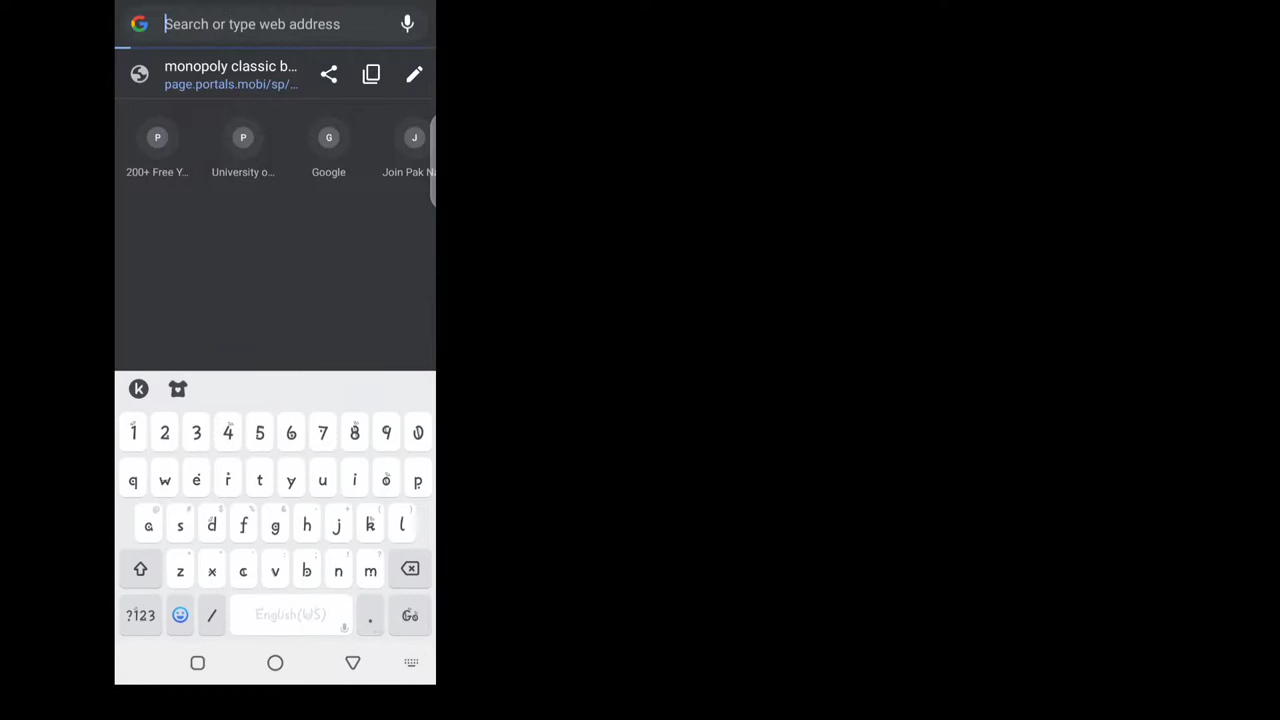 Search or type web address
monopoly classic b...
page.portals.mobi/sp/...
P P G J
200+ Free Y... University o... Google Join Pak Na
k
1 2 3 4 5 6 7 8 9 0
q w e r t y u i o p
@ # $ & - + ( )
a s d f g h j k l
* " ' : ; ! ?
z x c v b n m
?123 / English(US) . Go